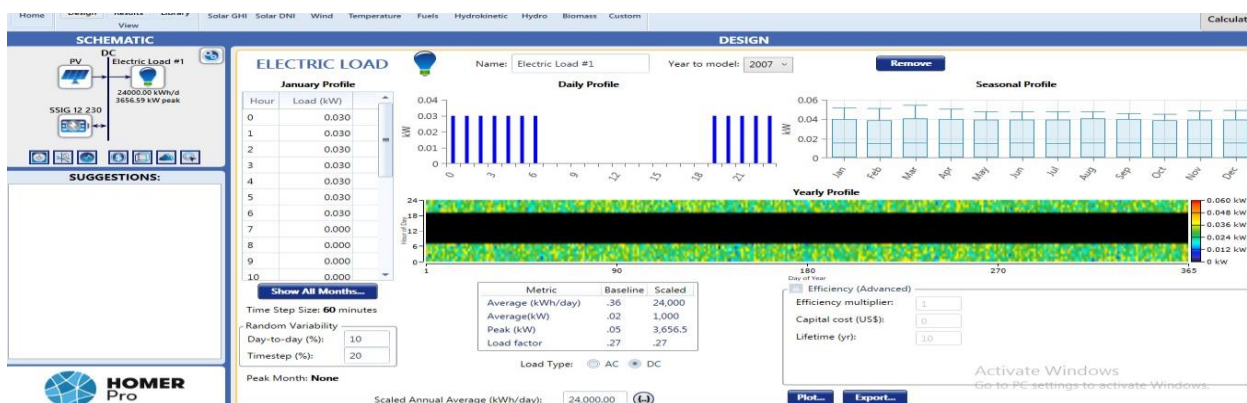 Home Design Results Library Solar GHI Solar DNI Wind Temperature Fuels Hydrokinetic Hydro Biomass Custom Calculat
View
SCHEMATIC
DC
PV Electric Load #1
24000.00 kWh/d
3656.59 kW peak
SSIG 12 230
SUGGESTIONS:
HOMER
Pro
DESIGN
ELECTRIC LOAD
Name: Electric Load #1 Year to model: 2007 Remove
January Profile
Hour Load (kW)
0 0.030
1 0.030
2 0.030
3 0.030
4 0.030
5 0.030
6 0.030
7 0.000
8 0.000
9 0.000
10 0.000
Show All Months...
Time Step Size: 60 minutes
Random Variability
Day-to-day (%): 10
Timestep (%): 20
Peak Month: None
Daily Profile
kW
0.04
0.03
0.02
0.01
0
0 3 6 9 12 15 18 21
Seasonal Profile
kW
0.06
0.04
0.02
0
Jan Feb Mar Apr May Jun Jul Aug Sep Oct Nov Dec
Yearly Profile
Hour of Day
24
18
12
6
1 90 180 270 365
Day of Year
0.060 kW
0.048 kW
0.036 kW
0.024 kW
0.012 kW
0 kW
Metric Baseline Scaled
Average (kWh/day) .36 24,000
Average(kW) .02 1,000
Peak (kW) .05 3,656.5
Load factor .27 .27
Load Type: AC DC
Efficiency (Advanced)
Efficiency multiplier: 1
Capital cost (US$): 0
Lifetime (yr): 10
Activate Windows
Go to PC settings to activate Windows.
Scaled Annual Average (kWh/day): 24,000.00 (..)
Plot... Export...